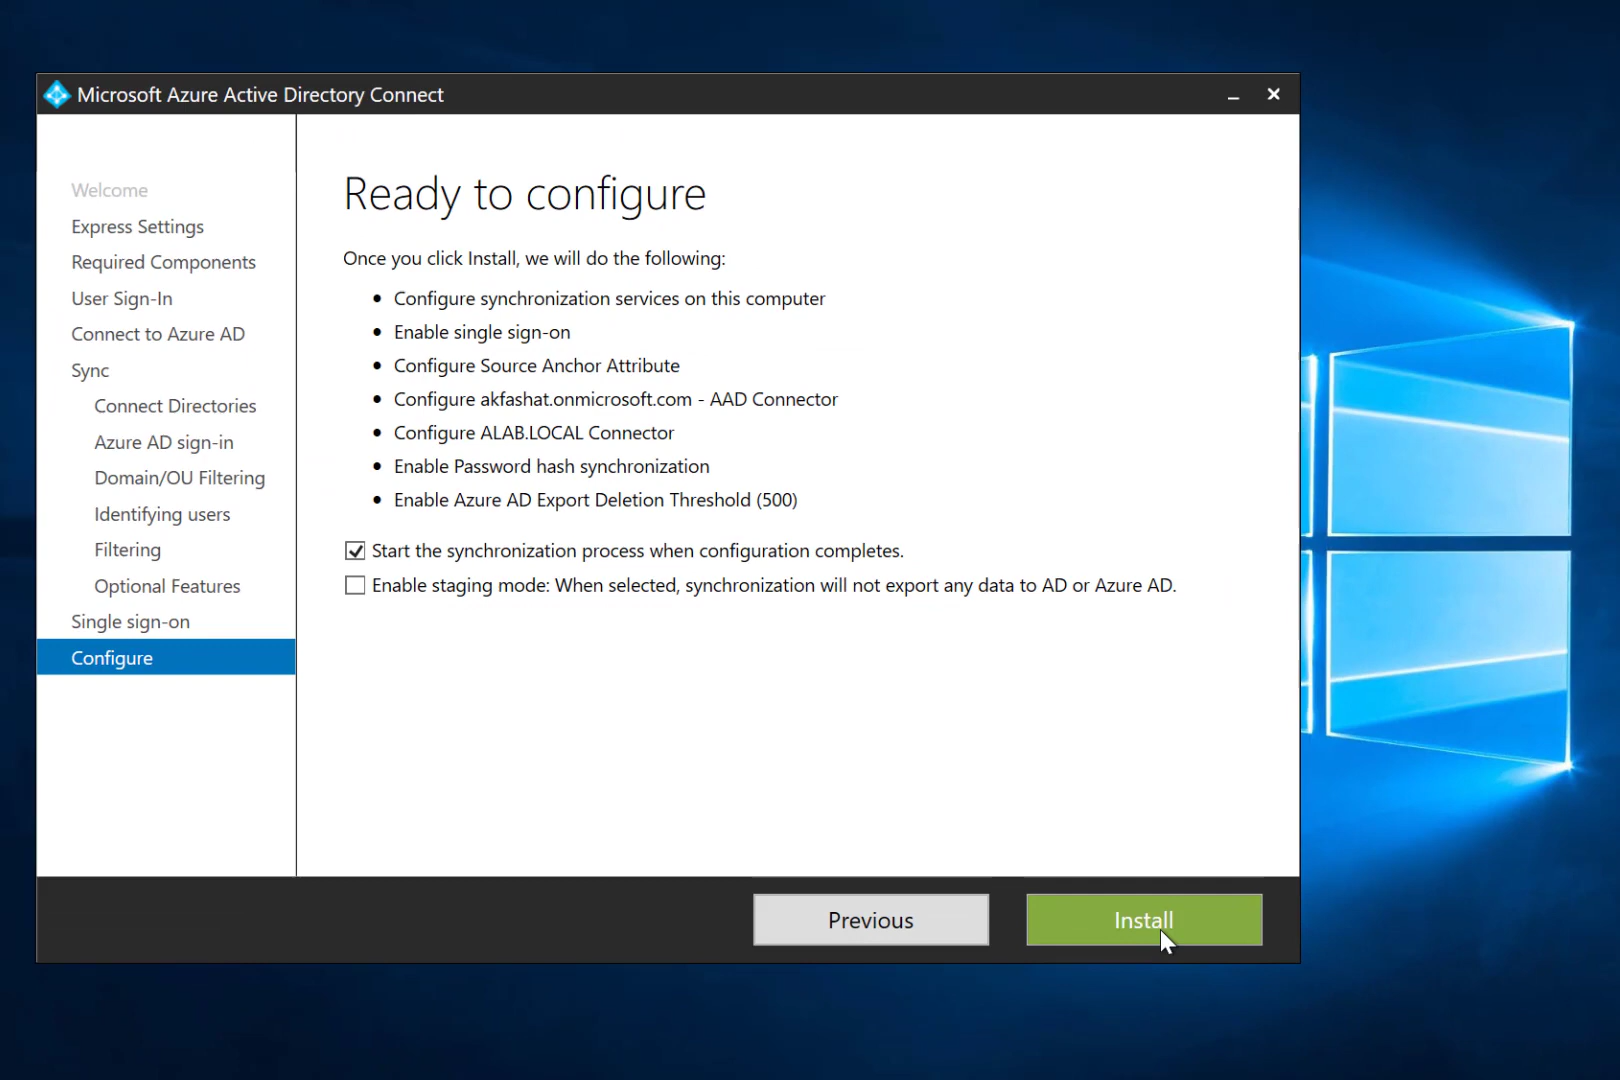 Microsoft Azure Active Directory Connect
Welcome
Express Settings
Required Components
User Sign-In
Connect to Azure AD
Sync
Connect Directories
Azure AD sign-in
Domain/OU Filtering
Identifying users
Filtering
Optional Features
Single sign-on
Configure
Ready to configure
Once you click Install, we will do the following:
• Configure synchronization services on this computer
• Enable single sign-on
• Configure Source Anchor Attribute
• Configure akfashat.onmicrosoft.com - AAD Connector
• Configure ALAB.LOCAL Connector
• Enable Password hash synchronization
• Enable Azure AD Export Deletion Threshold (500)
Start the synchronization process when configuration completes.
Enable staging mode: When selected, synchronization will not export any data to AD or Azure AD.
Previous
Install